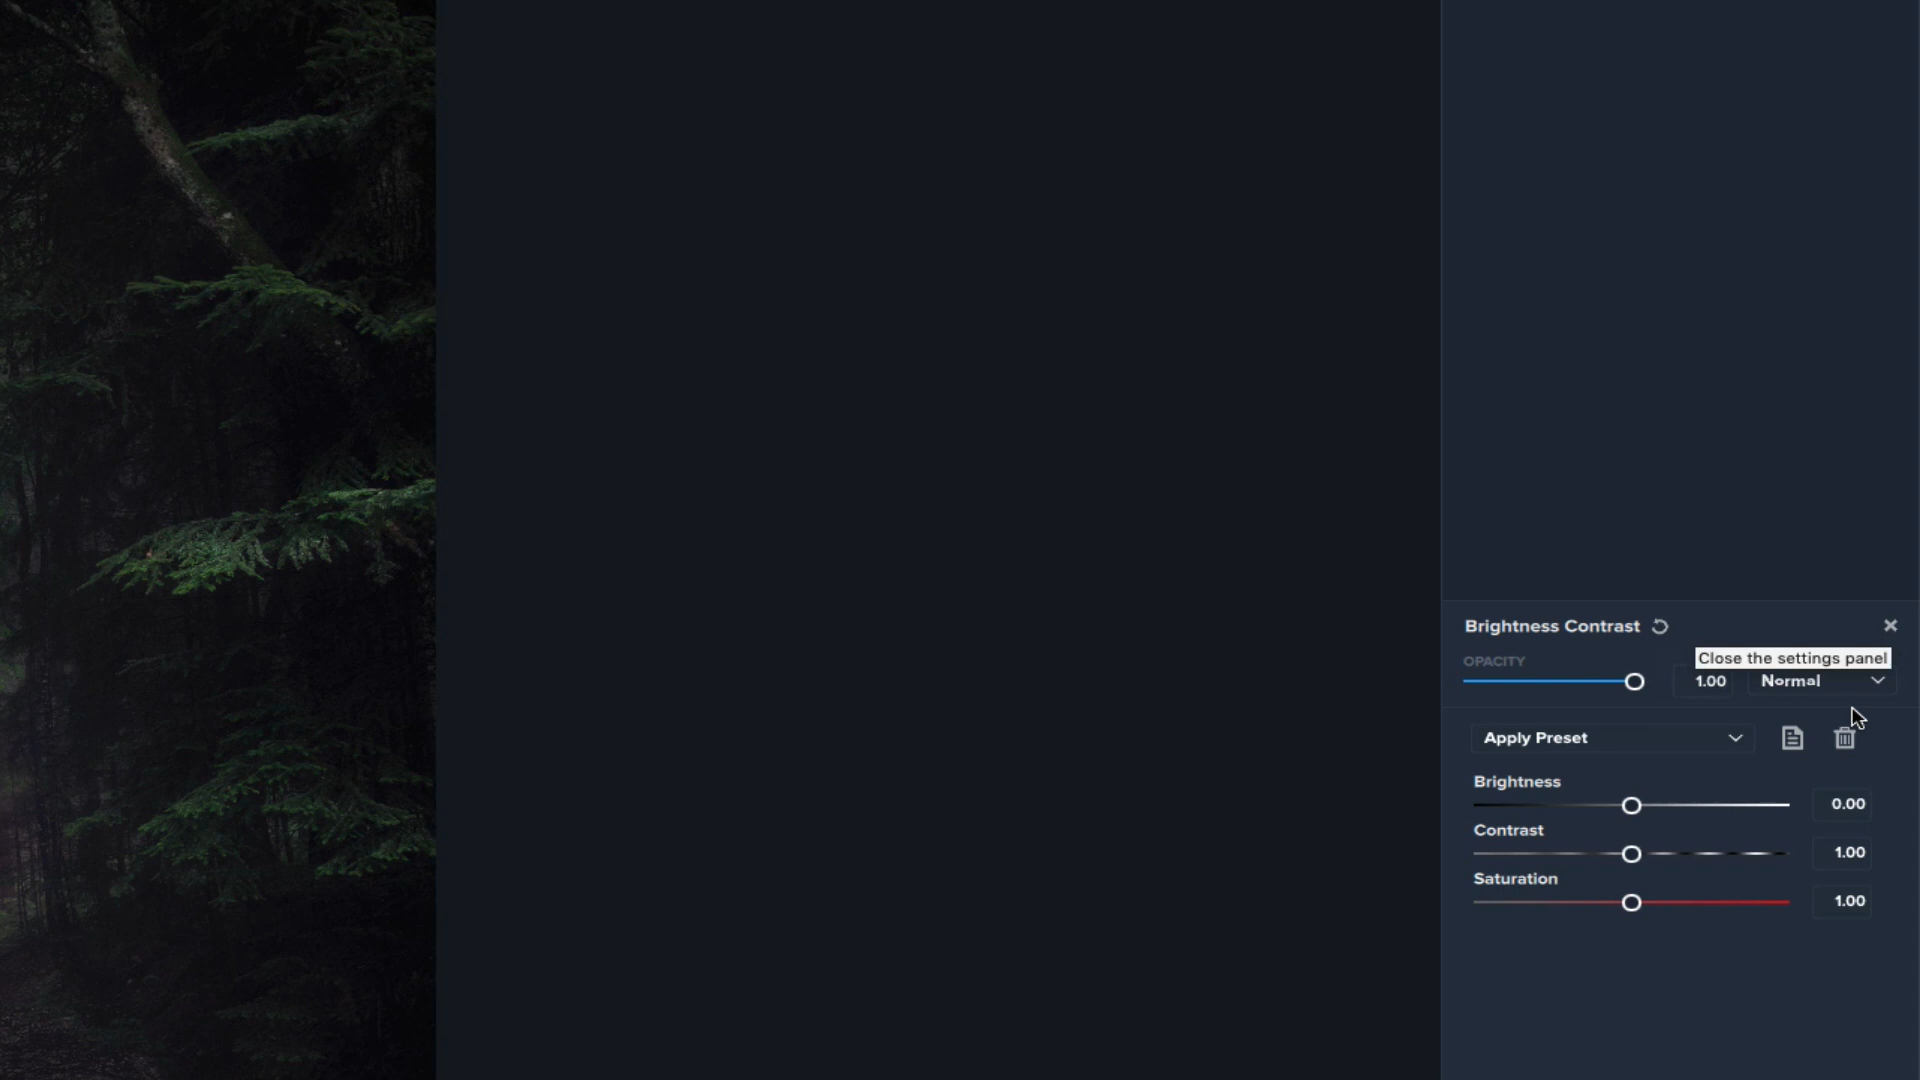 Brightness Contrast
Close the settings panel
OPACITY
1.00
Normal
Apply Preset
Brightness
0.00
Contrast
1.00
Saturation
1.00